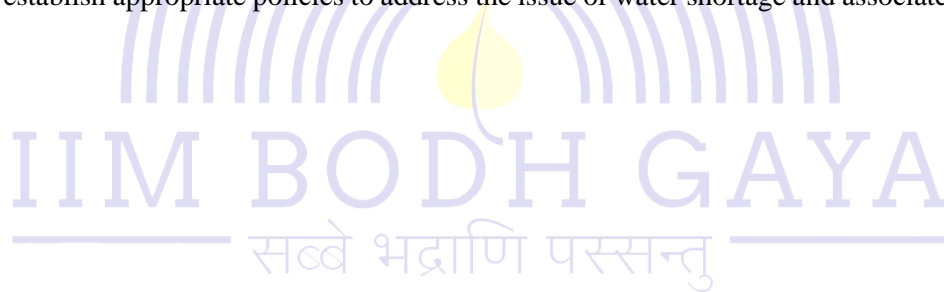 establish appropriate policies to address the issue of water shortage and associate
IIM BODH GAYA
सब्बे भद्राणि पस्सन्तु